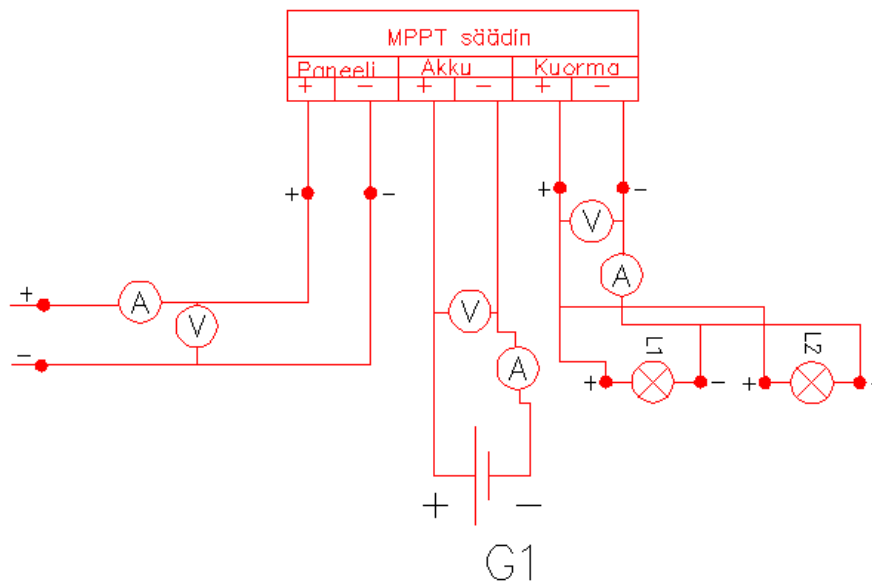 MPPT säädin
Paneeli Akku Kuorma
+ − + − + −
+ − + −
V
A
+ A
V V L1 L2
− A
+ − + −
+ −
G1